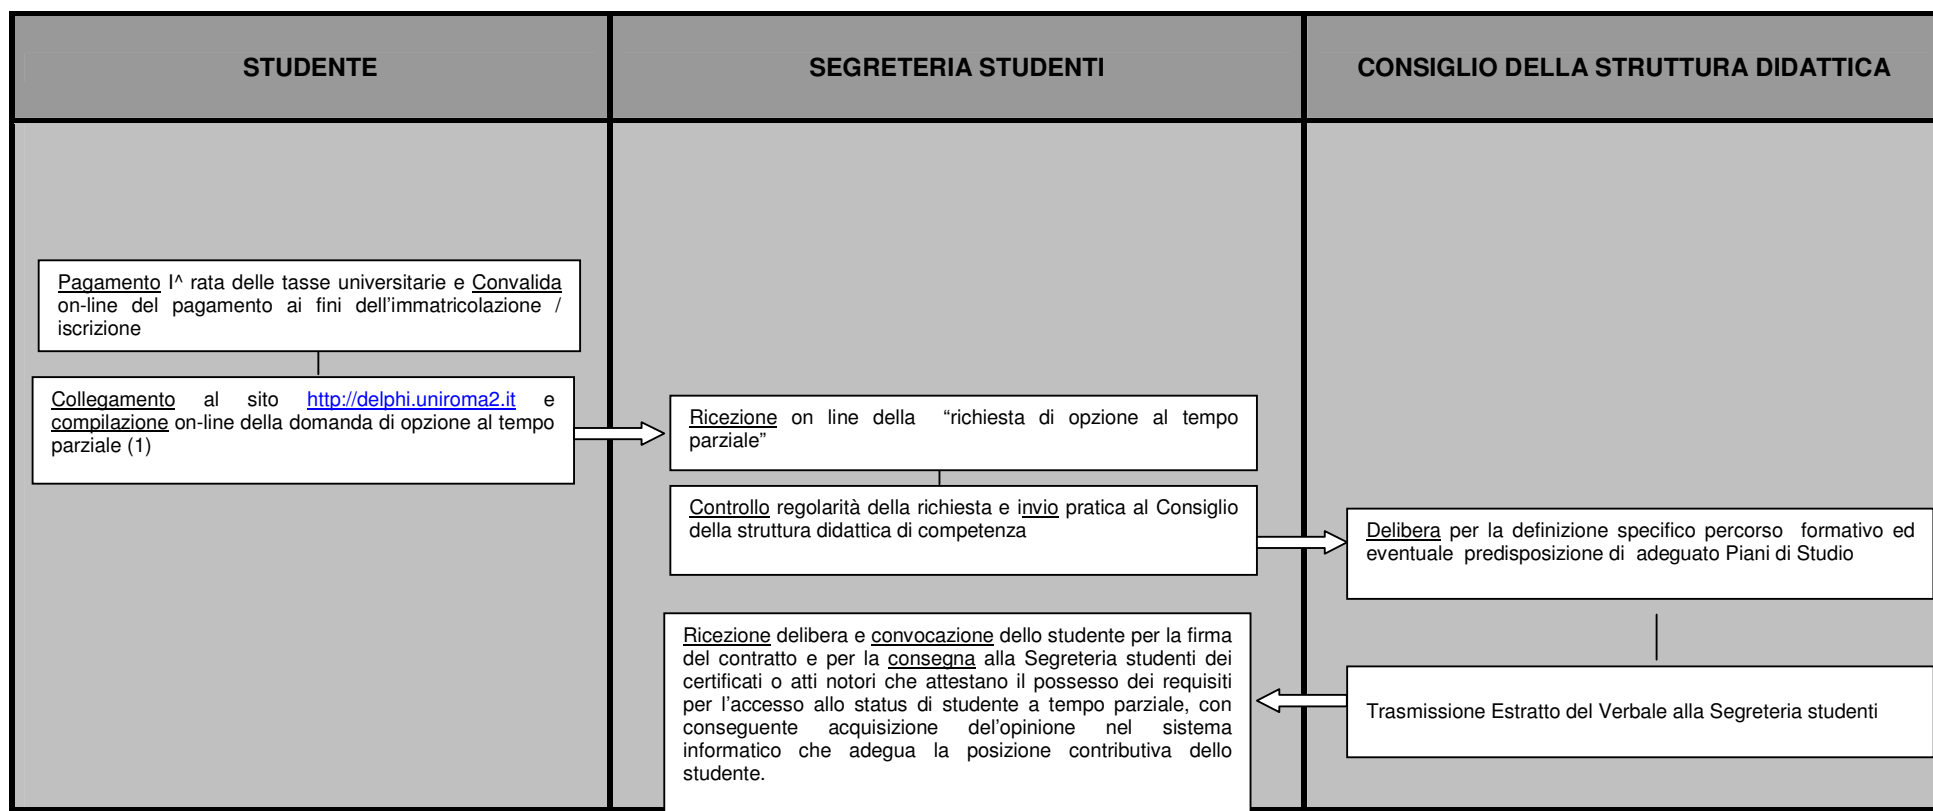 STUDENTE
SEGRETERIA STUDENTI
CONSIGLIO DELLA STRUTTURA DIDATTICA
Pagamento I^ rata delle tasse universitarie e Convalida
on-line del pagamento ai fini dell'immatricolazione /
iscrizione
Collegamento al sito http://delphi.uniroma2.it e
compilazione on-line della domanda di opzione al tempo
parziale (1)
Ricezione on line della “richiesta di opzione al tempo
parziale”
Controllo regolarità della richiesta e invio pratica al Consiglio
della struttura didattica di competenza
Delibera per la definizione specifico percorso formativo ed
eventuale predisposizione di adeguato Piani di Studio
Trasmissione Estratto del Verbale alla Segreteria studenti
Ricezione delibera e convocazione dello studente per la firma
del contratto e per la consegna alla Segreteria studenti dei
certificati o atti notori che attestano il possesso dei requisiti
per l'accesso allo status di studente a tempo parziale, con
conseguente acquisizione del'opinione nel sistema
informatico che adegua la posizione contributiva dello
studente.